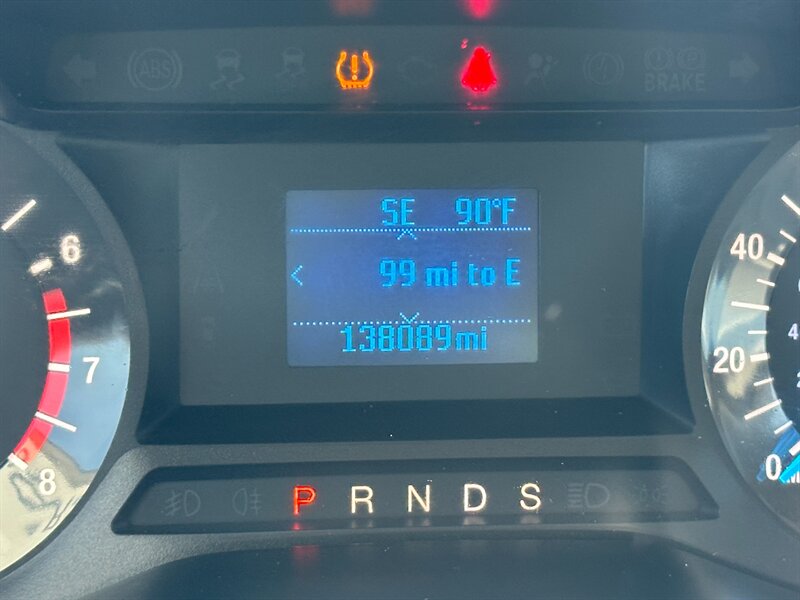 ABS
BRAKE
SE 90°F
< 99 mi to E
138089mi
6
7
8
40
20
0
P R N D S